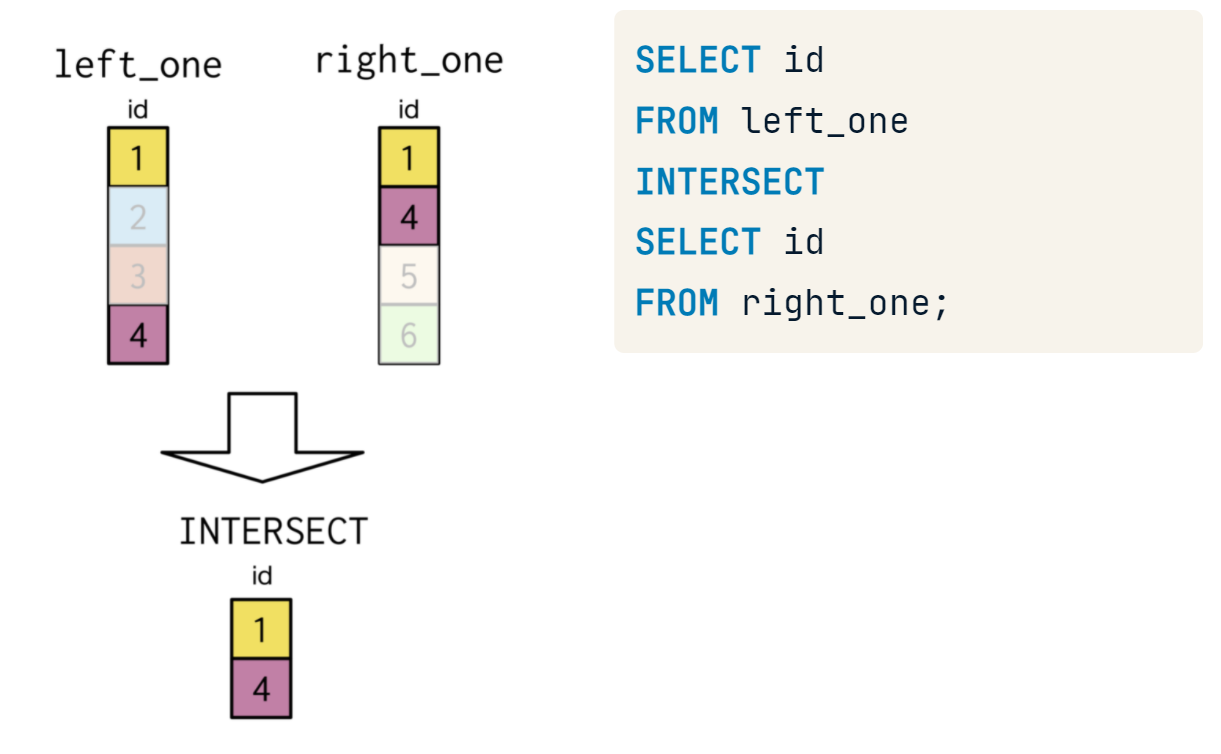 left_one
id
1
2
3
4
right_one
id
1
4
5
6
INTERSECT
id
1
4
SELECT id
FROM left_one
INTERSECT
SELECT id
FROM right_one;